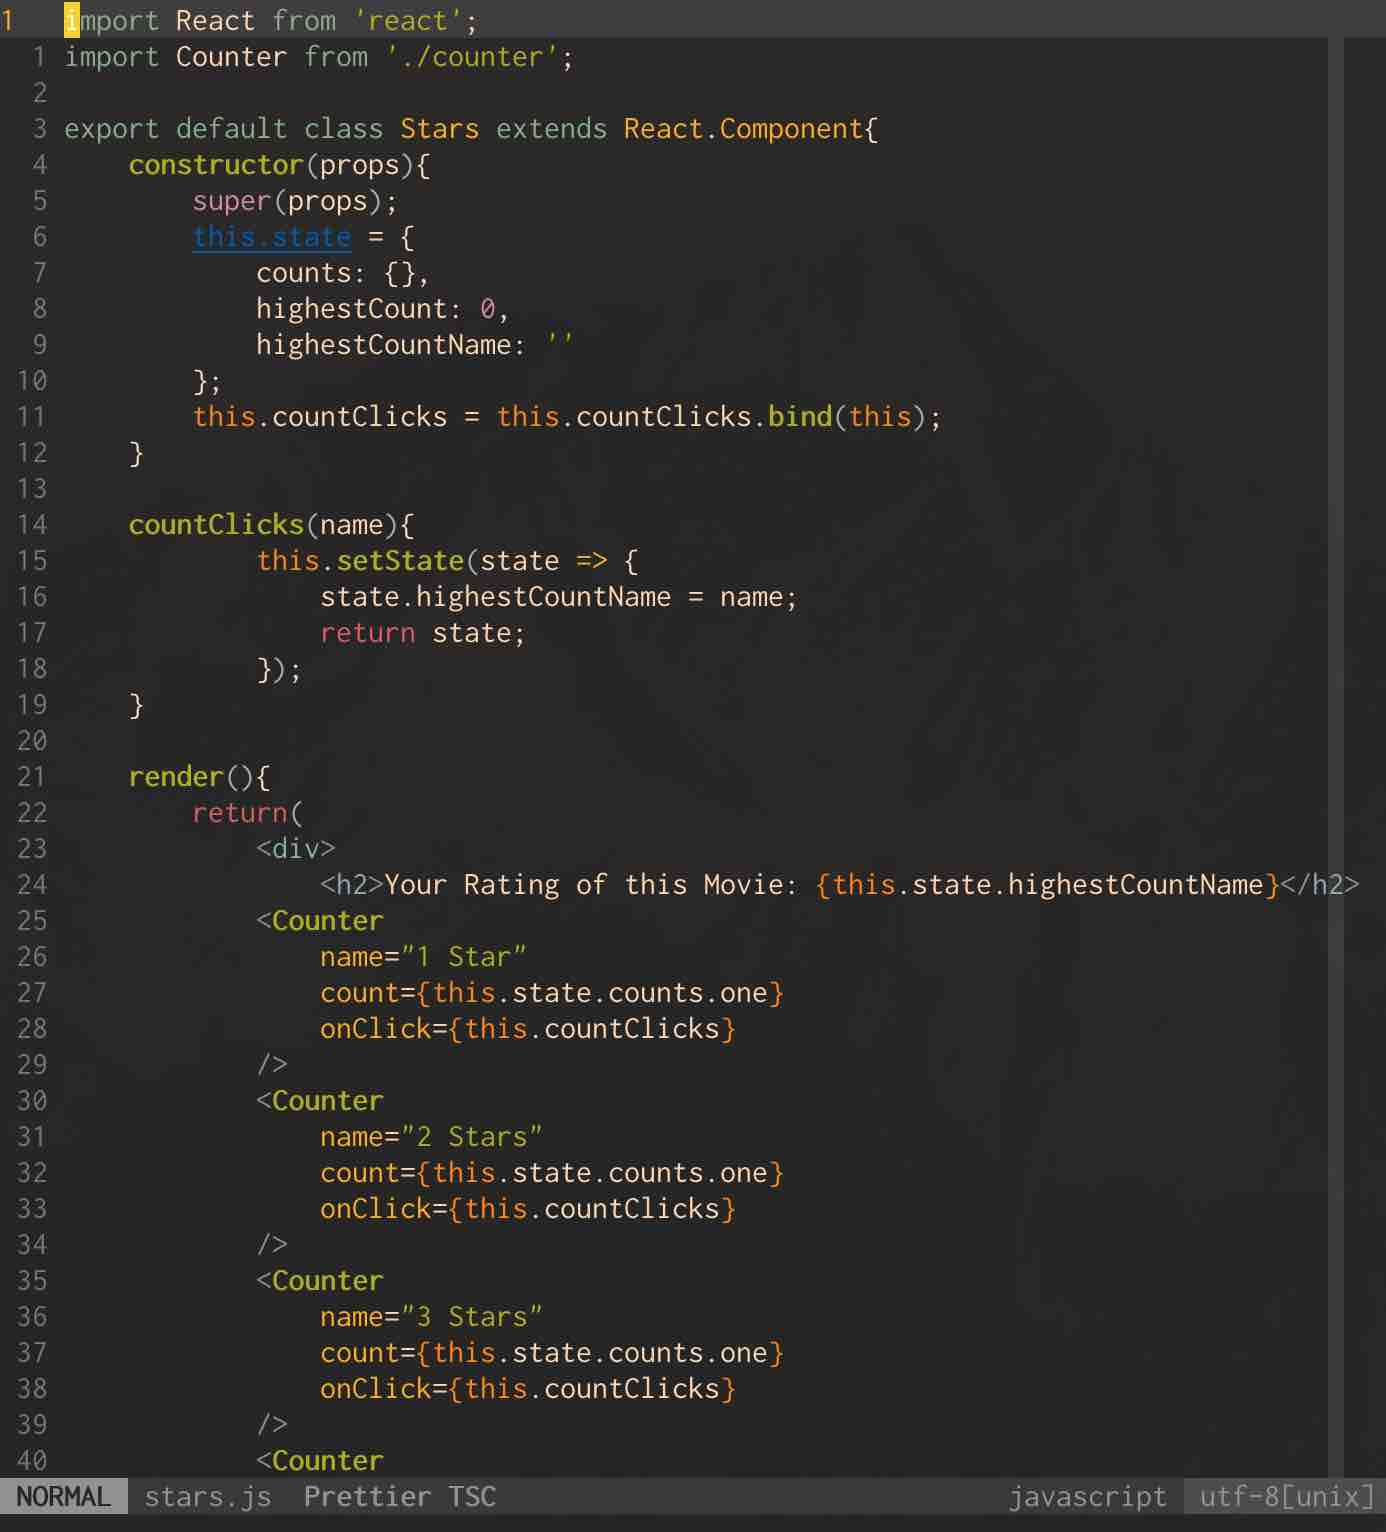 1 import React from 'react';
1 import Counter from './counter';
2
3 export default class Stars extends React.Component{
4 constructor(props){
5 super(props);
6 this.state = {
7 counts: {},
8 highestCount: 0,
9 highestCountName: ''
10 };
11 this.countClicks = this.countClicks.bind(this);
12 }
13
14 countClicks(name){
15 this.setState(state => {
16 state.highestCountName = name;
17 return state;
18 });
19 }
20
21 render(){
22 return(
23 <div>
24 <h2>Your Rating of this Movie: {this.state.highestCountName}</h2>
25 <Counter
26 name="1 Star"
27 count={this.state.counts.one}
28 onClick={this.countClicks}
29 />
30 <Counter
31 name="2 Stars"
32 count={this.state.counts.one}
33 onClick={this.countClicks}
34 />
35 <Counter
36 name="3 Stars"
37 count={this.state.counts.one}
38 onClick={this.countClicks}
39 />
40 <Counter
NORMAL stars.js Prettier TSC javascript utf-8[unix]